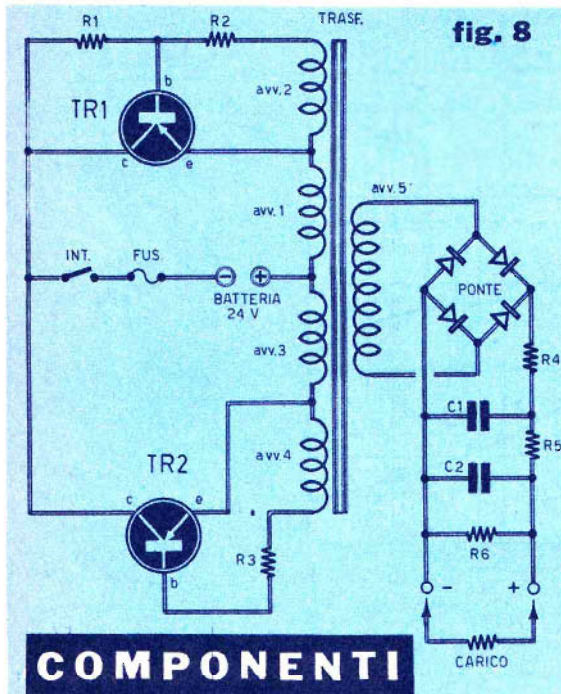 R1
R2
TRASF.
fig. 8
b
avv. 2
TR1
c
e
avv. 1
avv. 5
INT.
FUS.
- +
BATTERIA
24 V
PONTE
R4
avv. 3
C1
R5
TR2
c
e
avv. 4
C2
R3
R6
b
- +
CARICO
COMPONENTI